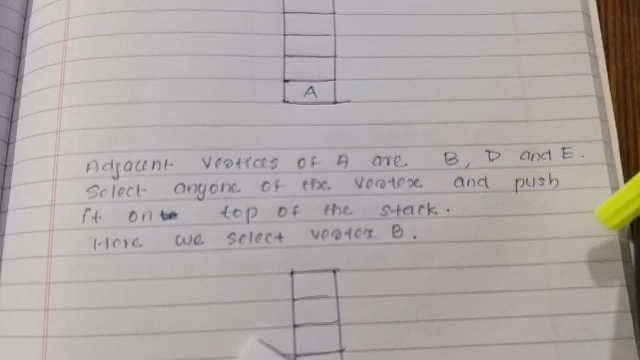 A
Adjacent vertices of A are B, D and E.
Select anyone of the vertex and push
it on top of the stack.
Here we select vertex B.